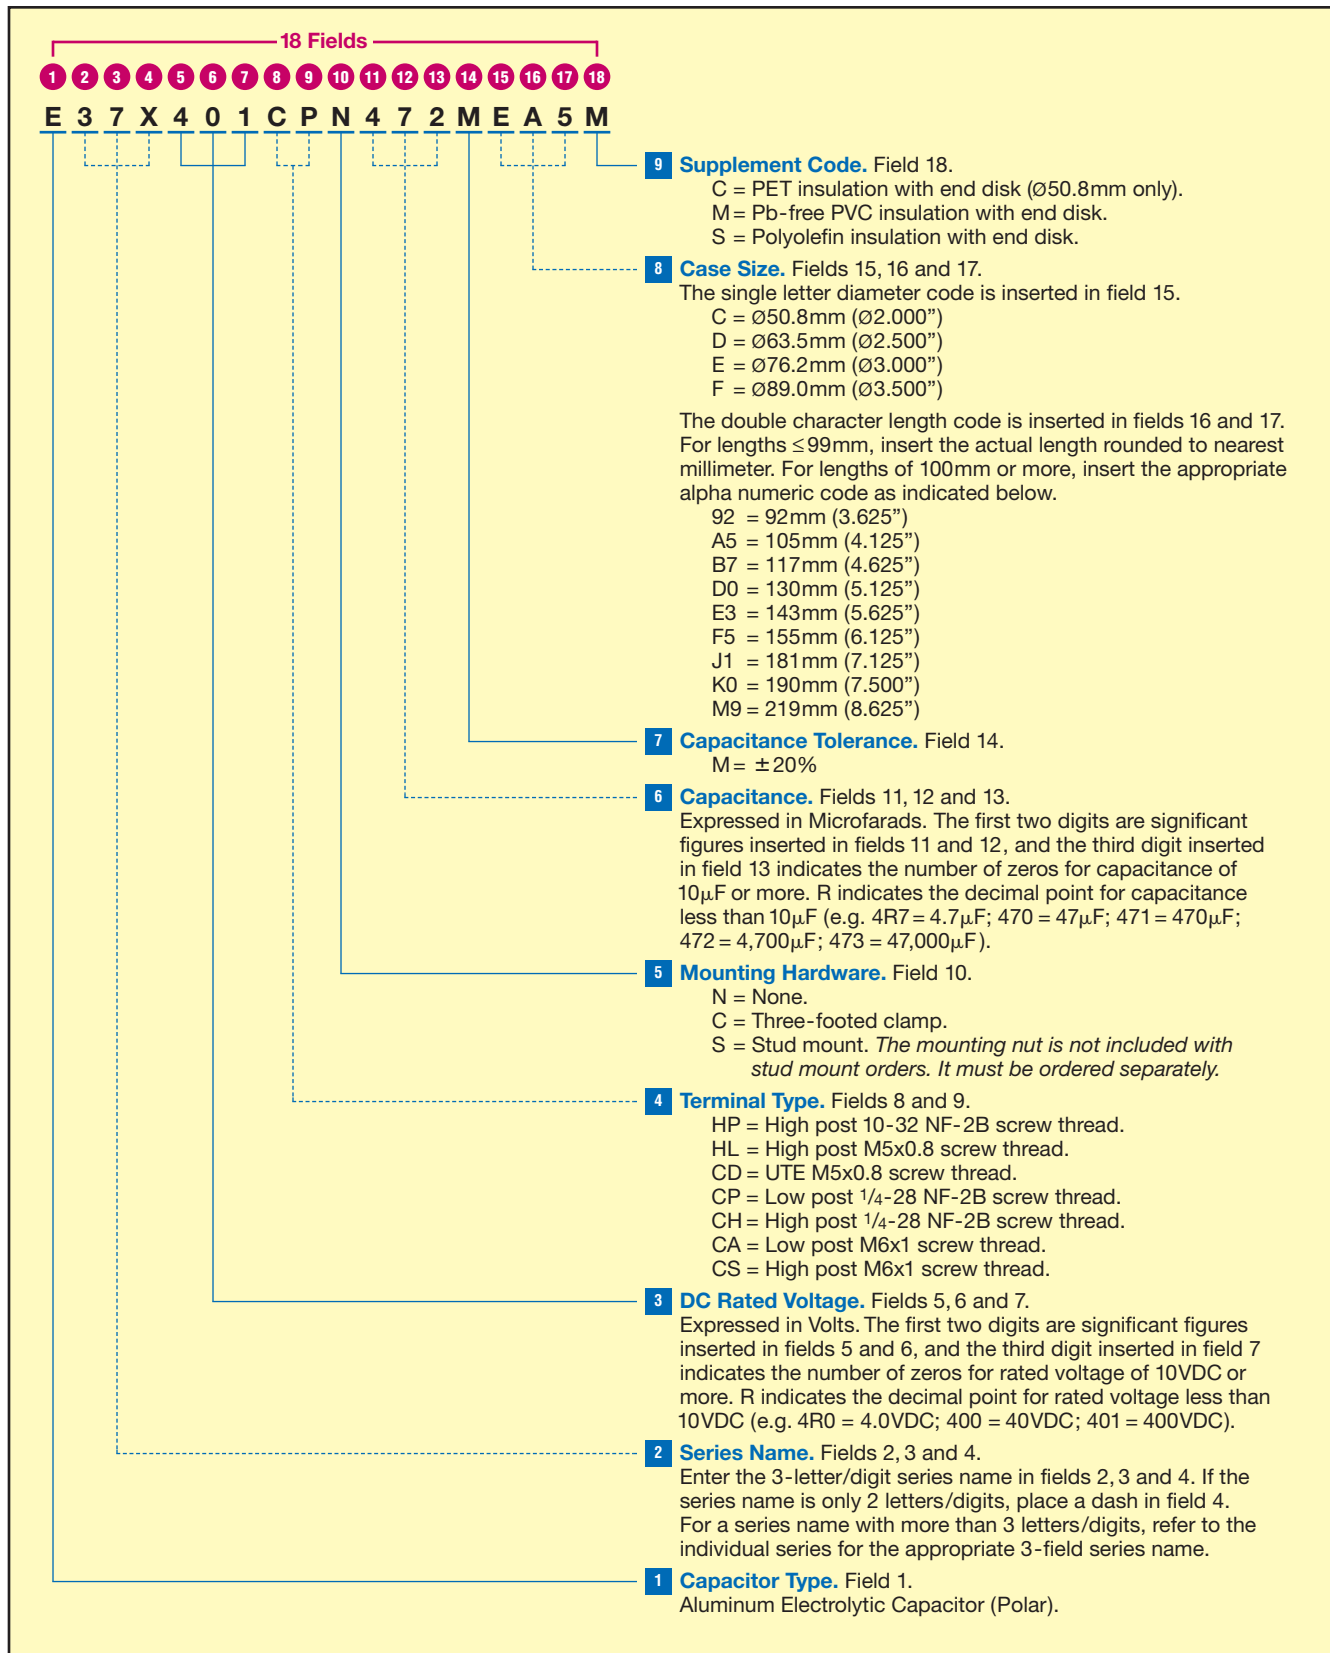 18 Fields
1 2 3 4 5 6 7 8 9 10 11 12 13 14 15 16 17 18
E 3 7 X 4 0 1 C P N 4 7 2 M E A 5 M
9 Supplement Code. Field 18.
C = PET insulation with end disk (Ø50.8mm only).
M = Pb-free PVC insulation with end disk.
S = Polyolefin insulation with end disk.
8 Case Size. Fields 15, 16 and 17.
The single letter diameter code is inserted in field 15.
C = Ø50.8mm (Ø2.000”)
D = Ø63.5mm (Ø2.500”)
E = Ø76.2mm (Ø3.000”)
F = Ø89.0mm (Ø3.500”)
The double character length code is inserted in fields 16 and 17.
For lengths ≤99mm, insert the actual length rounded to nearest
millimeter. For lengths of 100mm or more, insert the appropriate
alpha numeric code as indicated below.
92 = 92mm (3.625”)
A5 = 105mm (4.125”)
B7 = 117mm (4.625”)
D0 = 130mm (5.125”)
E3 = 143mm (5.625”)
F5 = 155mm (6.125”)
J1 = 181mm (7.125”)
K0 = 190mm (7.500”)
M9 = 219mm (8.625”)
7 Capacitance Tolerance. Field 14.
M = ±20%
6 Capacitance. Fields 11, 12 and 13.
Expressed in Microfarads. The first two digits are significant
figures inserted in fields 11 and 12, and the third digit inserted
in field 13 indicates the number of zeros for capacitance of
10µF or more. R indicates the decimal point for capacitance
less than 10µF (e.g. 4R7 = 4.7µF; 470 = 47µF; 471 = 470µF;
472 = 4,700µF; 473 = 47,000µF).
5 Mounting Hardware. Field 10.
N = None.
C = Three-footed clamp.
S = Stud mount. The mounting nut is not included with
stud mount orders. It must be ordered separately.
4 Terminal Type. Fields 8 and 9.
HP = High post 10-32 NF-2B screw thread.
HL = High post M5x0.8 screw thread.
CD = UTE M5x0.8 screw thread.
CP = Low post 1/4-28 NF-2B screw thread.
CH = High post 1/4-28 NF-2B screw thread.
CA = Low post M6x1 screw thread.
CS = High post M6x1 screw thread.
3 DC Rated Voltage. Fields 5, 6 and 7.
Expressed in Volts. The first two digits are significant figures
inserted in fields 5 and 6, and the third digit inserted in field 7
indicates the number of zeros for rated voltage of 10VDC or
more. R indicates the decimal point for rated voltage less than
10VDC (e.g. 4R0 = 4.0VDC; 400 = 40VDC; 401 = 400VDC).
2 Series Name. Fields 2, 3 and 4.
Enter the 3-letter/digit series name in fields 2, 3 and 4. If the
series name is only 2 letters/digits, place a dash in field 4.
For a series name with more than 3 letters/digits, refer to the
individual series for the appropriate 3-field series name.
1 Capacitor Type. Field 1.
Aluminum Electrolytic Capacitor (Polar).